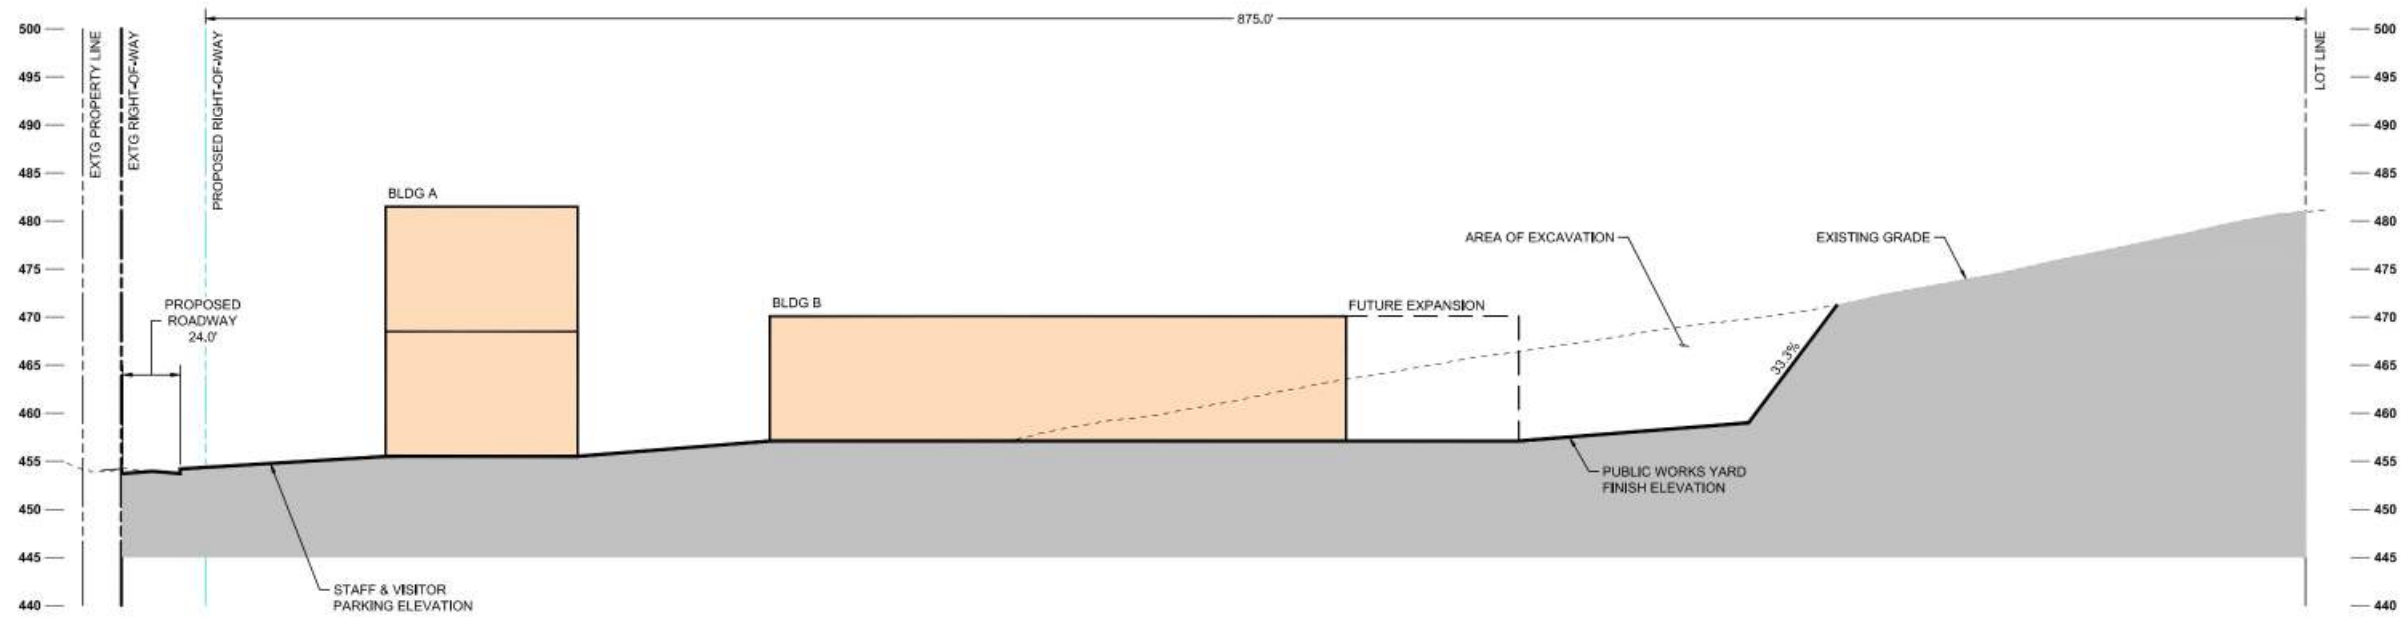 875.0'
500
495
490
485
480
475
470
465
460
455
450
445
440
EXTG PROPERTY LINE
EXTG RIGHT-OF-WAY
PROPOSED RIGHT-OF-WAY
PROPOSED
ROADWAY
24.0'
BLDG A
BLDG B
FUTURE EXPANSION
AREA OF EXCAVATION
EXISTING GRADE
33.3%
PUBLIC WORKS YARD
FINISH ELEVATION
STAFF & VISITOR
PARKING ELEVATION
LOT LINE
500
495
490
485
480
475
470
465
460
455
450
445
440